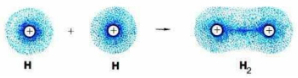 + + + → + +
H H H₂